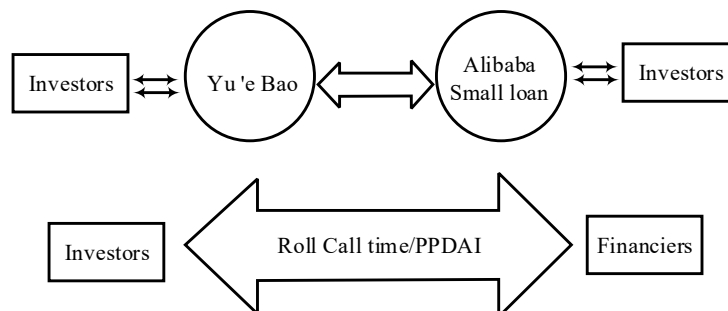 Investors
Yu 'e Bao
Alibaba
Small loan
Investors
Investors
Roll Call time/PPDAI
Financiers